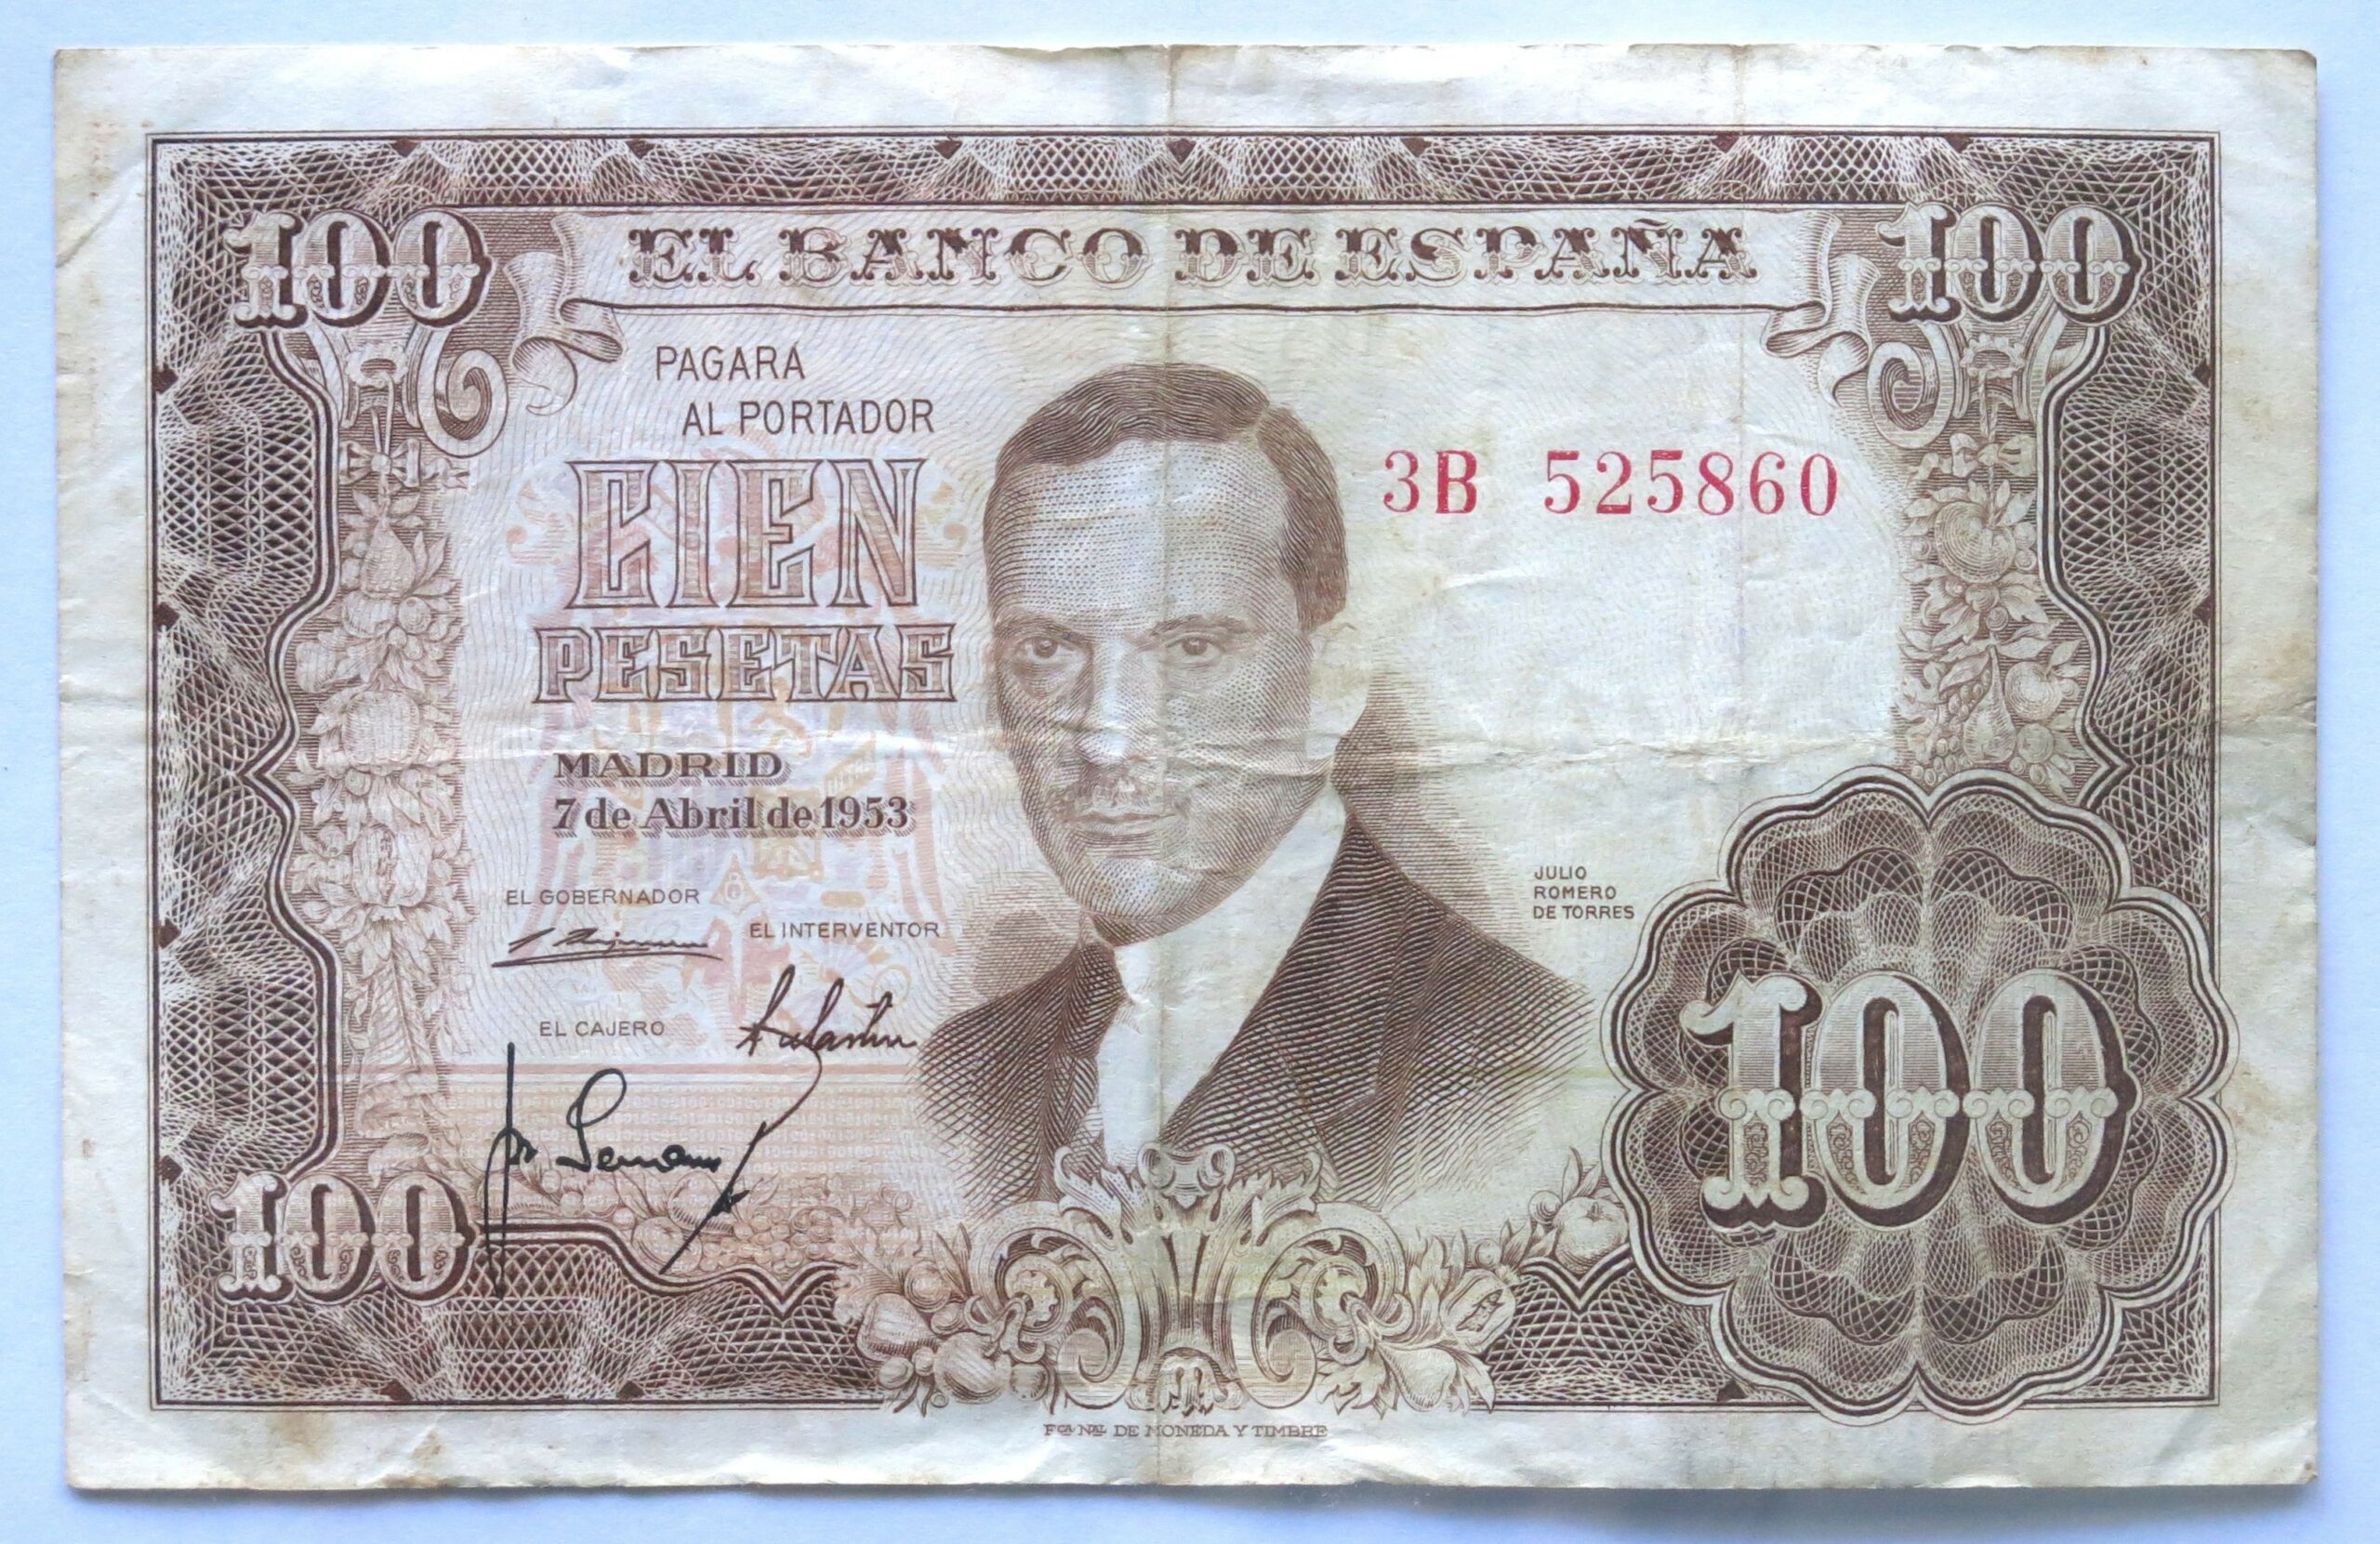 100
EL BANCO DE ESPAÑA
100
PAGARA
AL PORTADOR
CIEN
PESETAS
3B 525860
MADRID
7 de Abril de 1953
JULIO
ROMERO
DE TORRES
EL GOBERNADOR
EL INTERVENTOR
EL CAJERO
100
100
FCA NAL DE MONEDA Y TIMBRE